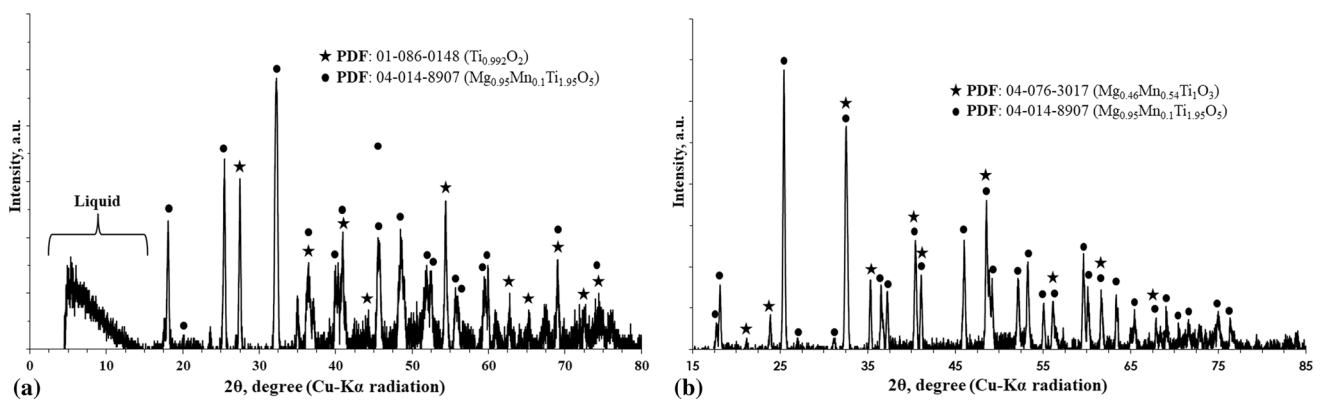 ★ PDF: 01-086-0148 (Ti0.992O2)
● PDF: 04-014-8907 (Mg0.95Mn0.1Ti1.95O5)
Intensity, a.u.
Liquid
0 10 20 30 40 50 60 70 80
2θ, degree (Cu-Kα radiation)
(a)
★ PDF: 04-076-3017 (Mg0.46Mn0.54Ti1O3)
● PDF: 04-014-8907 (Mg0.95Mn0.1Ti1.95O5)
Intensity, a.u.
15 25 35 45 55 65 75 85
2θ, degree (Cu-Kα radiation)
(b)